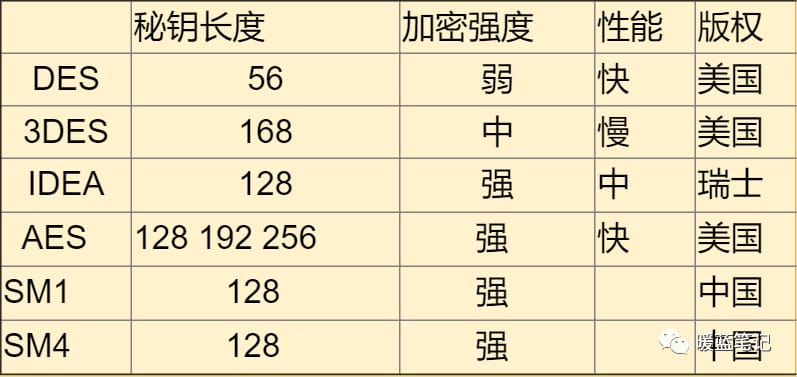 秘钥长度 加密强度 性能 版权
DES 56 弱 快 美国
3DES 168 中 慢 美国
IDEA 128 强 中 瑞士
AES 128 192 256 强 快 美国
SM1 128 强 中国
SM4 128 强 中国
暖蓝笔记